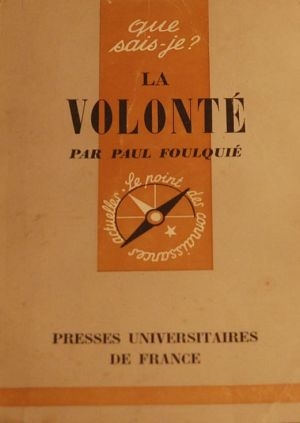 que
sais-je?
LA
VOLONTÉ
PAR PAUL FOULQUIÉ
Le point
des connaissances
actuelles
PRESSES UNIVERSITAIRES
DE FRANCE